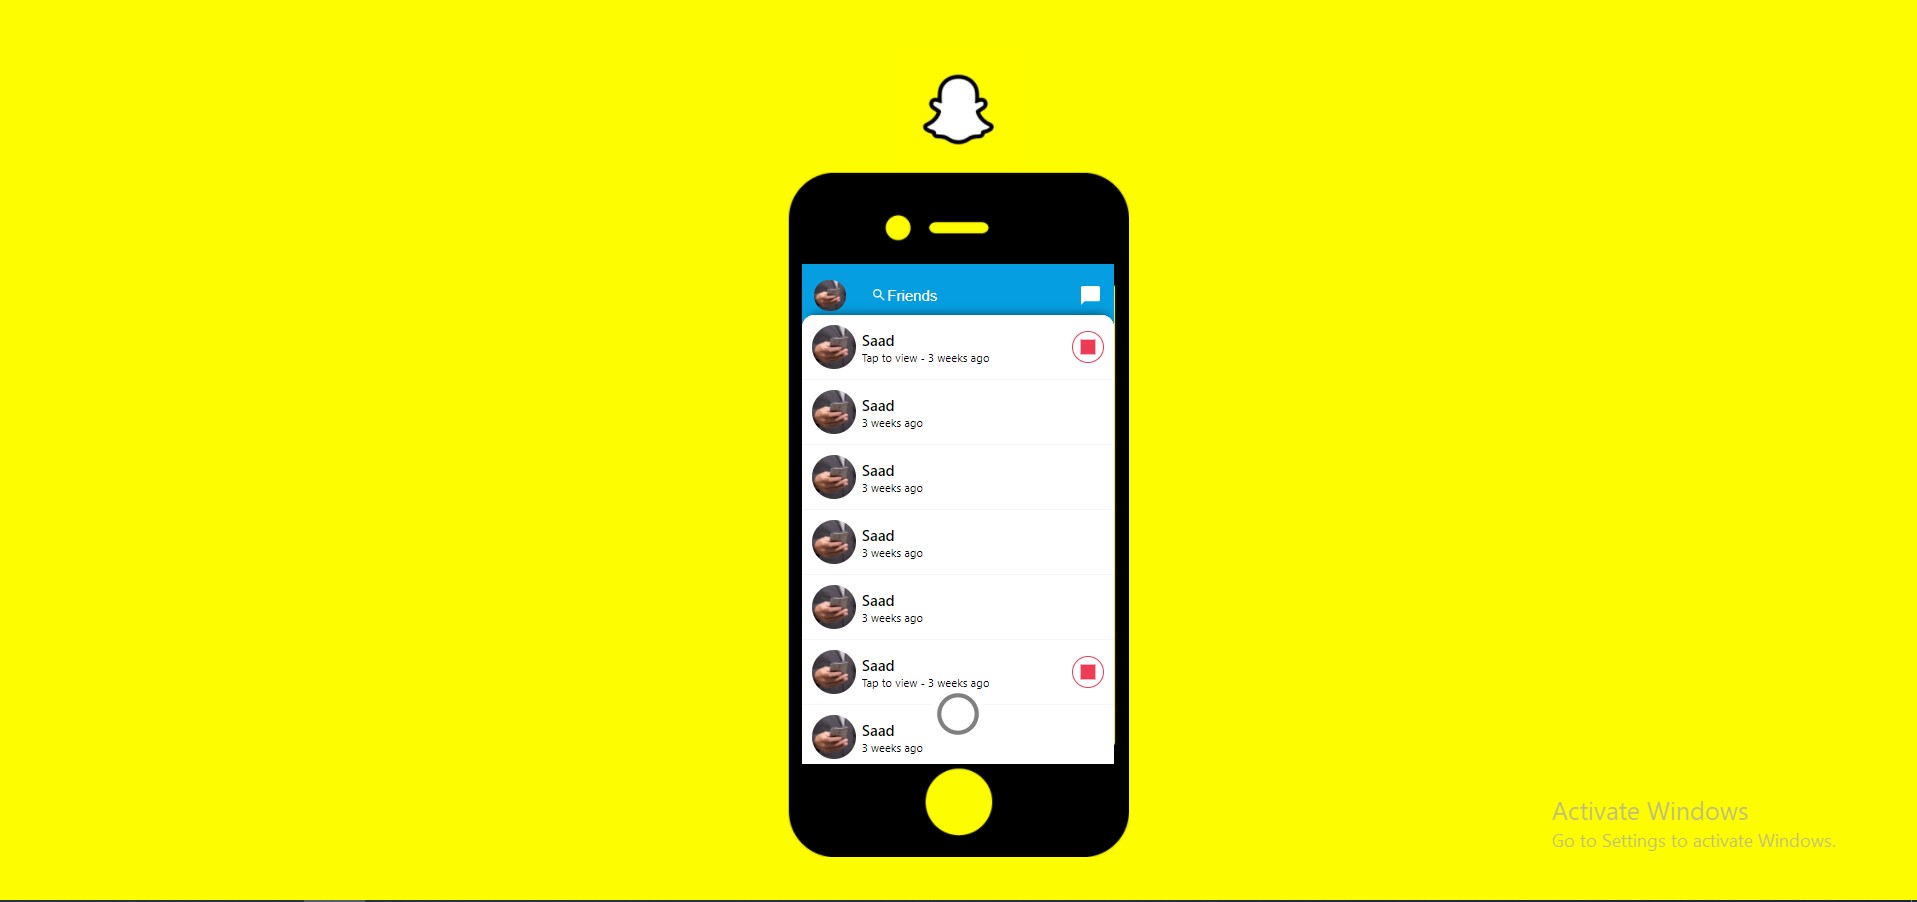 Friends
Saad
Tap to view - 3 weeks ago
Saad
3 weeks ago
Saad
3 weeks ago
Saad
3 weeks ago
Saad
3 weeks ago
Saad
Tap to view - 3 weeks ago
Saad
3 weeks ago
Activate Windows
Go to Settings to activate Windows.